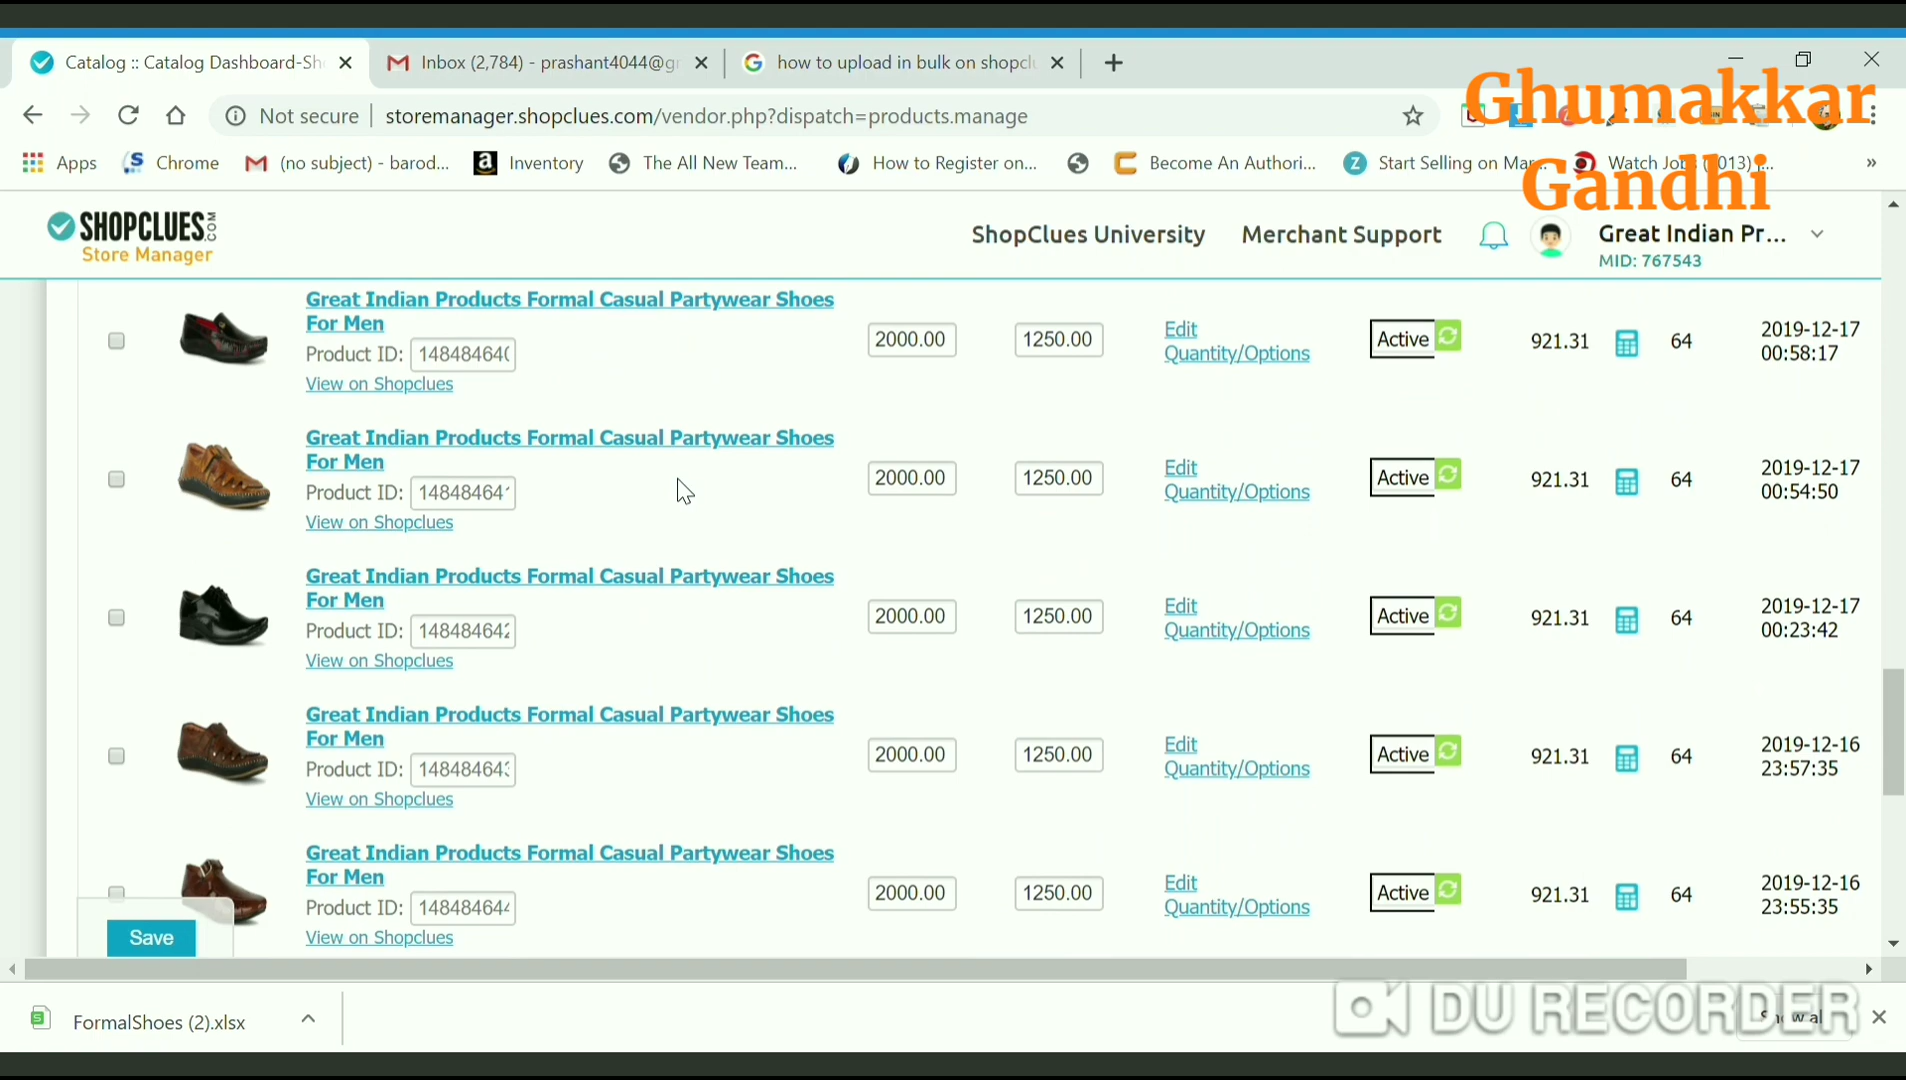 Catalog :: Catalog Dashboard-Sh
Inbox (2,784) - prashant4044@g
how to upload in bulk on shopclu
Ghumakkar
Gandhi
Not secure
storemanager.shopclues.com/vendor.php?dispatch=products.manage
Apps
Chrome
(no subject) - barod...
Inventory
The All New Team...
How to Register on...
Become An Authori...
Start Selling on Mar...
Watch Job
SHOPCLUES.COM
Store Manager
ShopClues University
Merchant Support
Great Indian Pr...
MID: 767543
Great Indian Products Formal Casual Partywear Shoes
For Men
Product ID: 148484640
View on Shopclues
2000.00
1250.00
Edit
Quantity/Options
Active
921.31
64
2019-12-17
00:58:17
Great Indian Products Formal Casual Partywear Shoes
For Men
Product ID: 14848464
View on Shopclues
2000.00
1250.00
Edit
Quantity/Options
Active
921.31
64
2019-12-17
00:54:50
Great Indian Products Formal Casual Partywear Shoes
For Men
Product ID: 148484642
View on Shopclues
2000.00
1250.00
Edit
Quantity/Options
Active
921.31
64
2019-12-17
00:23:42
Great Indian Products Formal Casual Partywear Shoes
For Men
Product ID: 148484643
View on Shopclues
2000.00
1250.00
Edit
Quantity/Options
Active
921.31
64
2019-12-16
23:57:35
Great Indian Products Formal Casual Partywear Shoes
For Men
Product ID: 148484644
View on Shopclues
2000.00
1250.00
Edit
Quantity/Options
Active
921.31
64
2019-12-16
23:55:35
Save
FormalShoes (2).xlsx
DU RECORDER